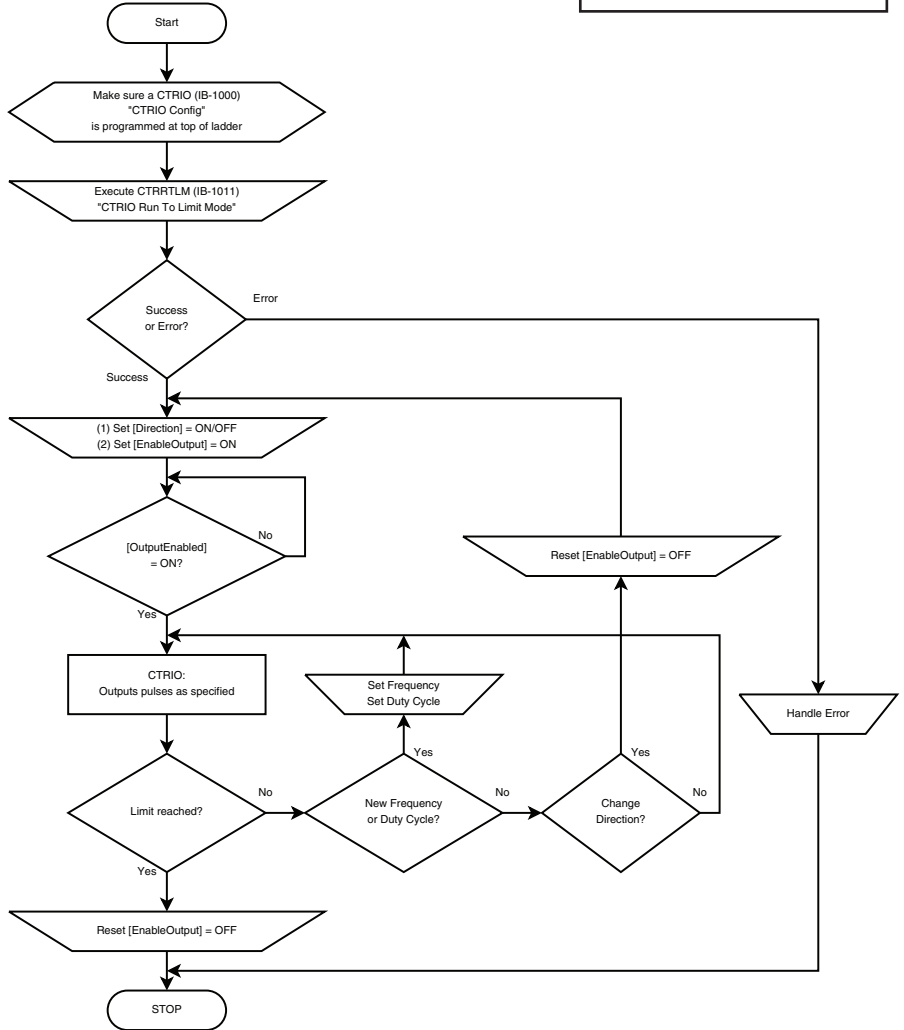 Start
Make sure a CTRIO (IB-1000)
"CTRIO Config"
is programmed at top of ladder
Execute CTRRTLM (IB-1011)
"CTRIO Run To Limit Mode"
Success
or Error?
Error
Success
(1) Set [Direction] = ON/OFF
(2) Set [EnableOutput] = ON
[OutputEnabled]
= ON?
No
Yes
Reset [EnableOutput] = OFF
CTRIO:
Outputs pulses as specified
Set Frequency
Set Duty Cycle
Handle Error
Limit reached?
No
Yes
New Frequency
or Duty Cycle?
Yes
No
Change
Direction?
Yes
No
Reset [EnableOutput] = OFF
STOP